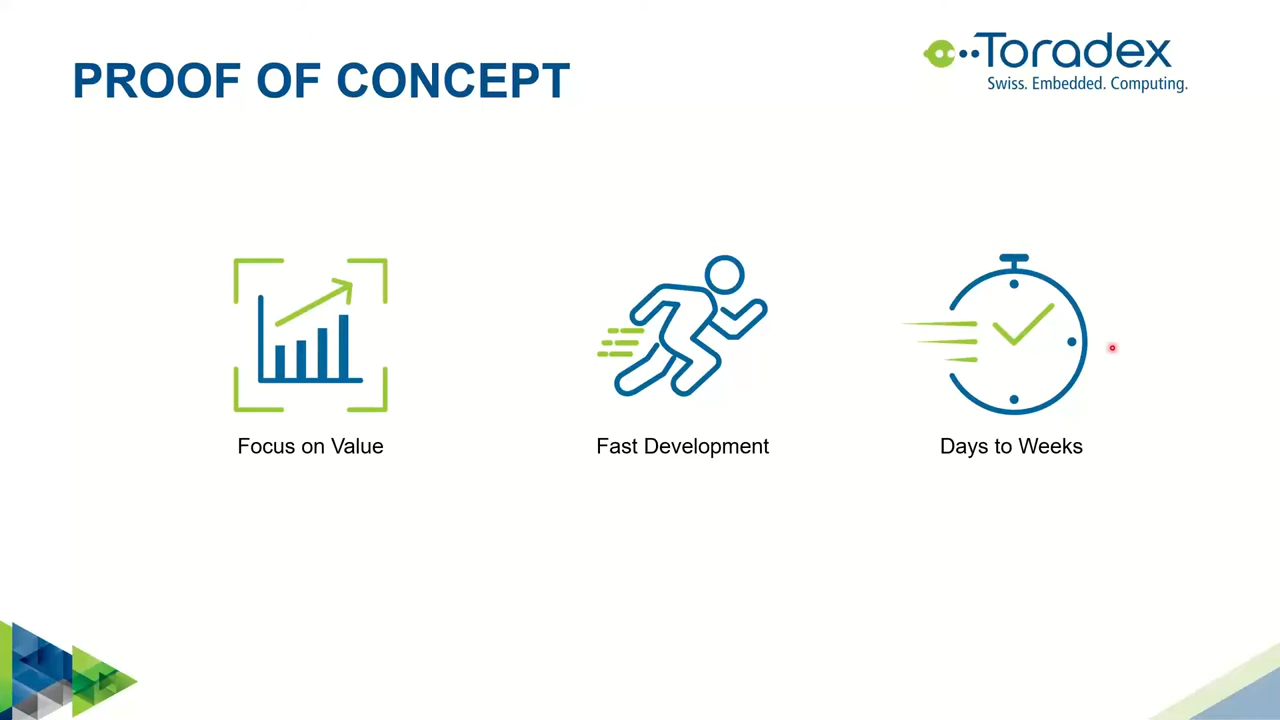 PROOF OF CONCEPT
Toradex
Swiss. Embedded. Computing.
Focus on Value
Fast Development
Days to Weeks